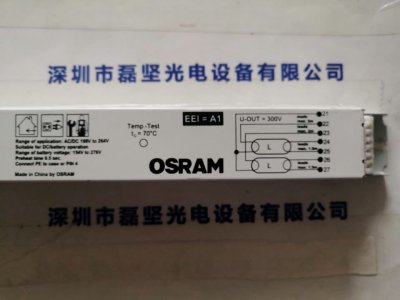 深圳市磊坚光电设备有限公司
EEI = A1
U-OUT = 300V
21
22
23
24
25
26
27
Temp.-Test
tc = 70°C
L
L
Range of application: AC/DC 198V to 264V
Suitable for DC/battery operation
Range of battery voltage: 154V to 276V
Preheat time 0.5 sec.
Connect PE to case or PIN 4
Made in China by OSRAM
OSRAM
深圳市磊坚光电设备有限公司